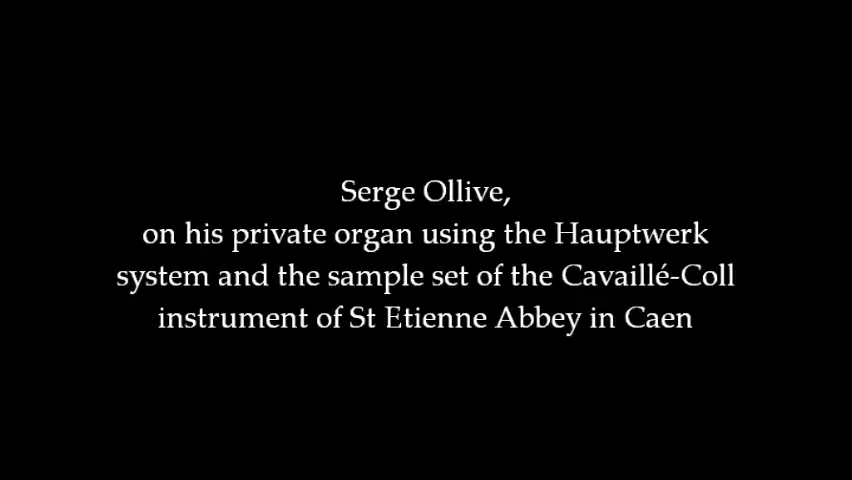 Serge Ollive,
on his private organ using the Hauptwerk
system and the sample set of the Cavaillé-Coll
instrument of St Etienne Abbey in Caen